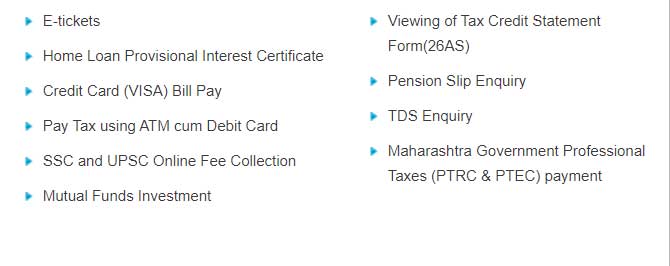 E-tickets
Home Loan Provisional Interest Certificate
Credit Card (VISA) Bill Pay
Pay Tax using ATM cum Debit Card
SSC and UPSC Online Fee Collection
Mutual Funds Investment
Viewing of Tax Credit Statement
Form(26AS)
Pension Slip Enquiry
TDS Enquiry
Maharashtra Government Professional
Taxes (PTRC & PTEC) payment